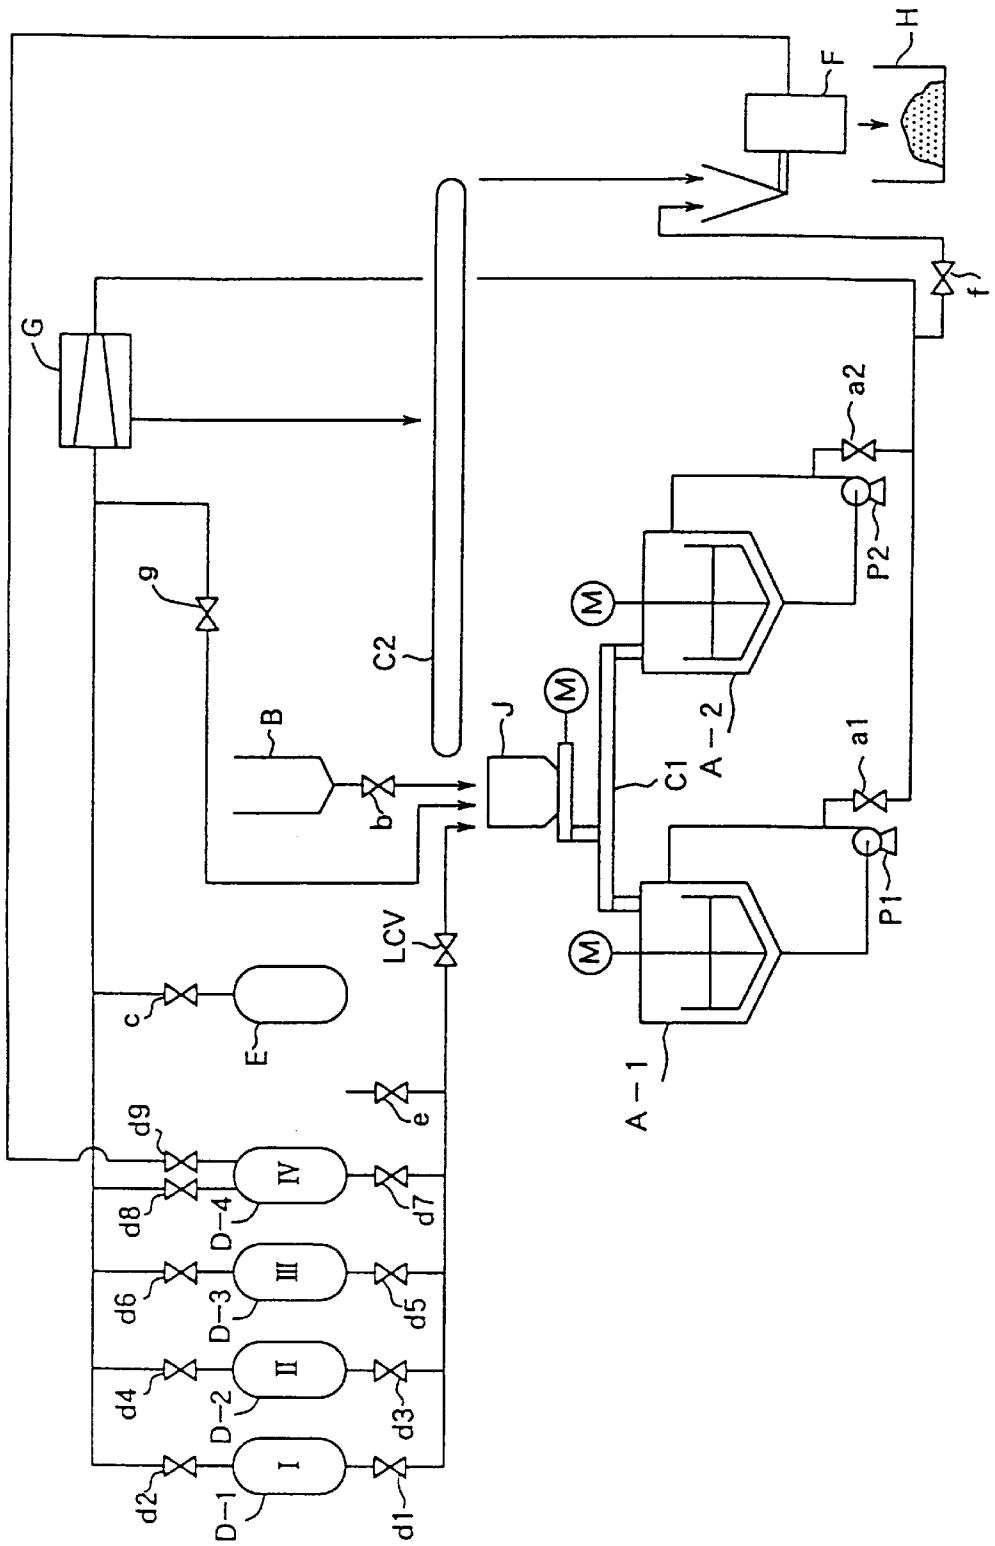 G
H
F
f
g
B
b
C2
J
M
C1
a2
P2
M
A-2
a1
P1
M
A-1
LCV
c
E
e
d9
d8
D-4
IV
d7
d6
D-3
III
d5
d4
D-2
II
d3
d2
D-1
I
d1